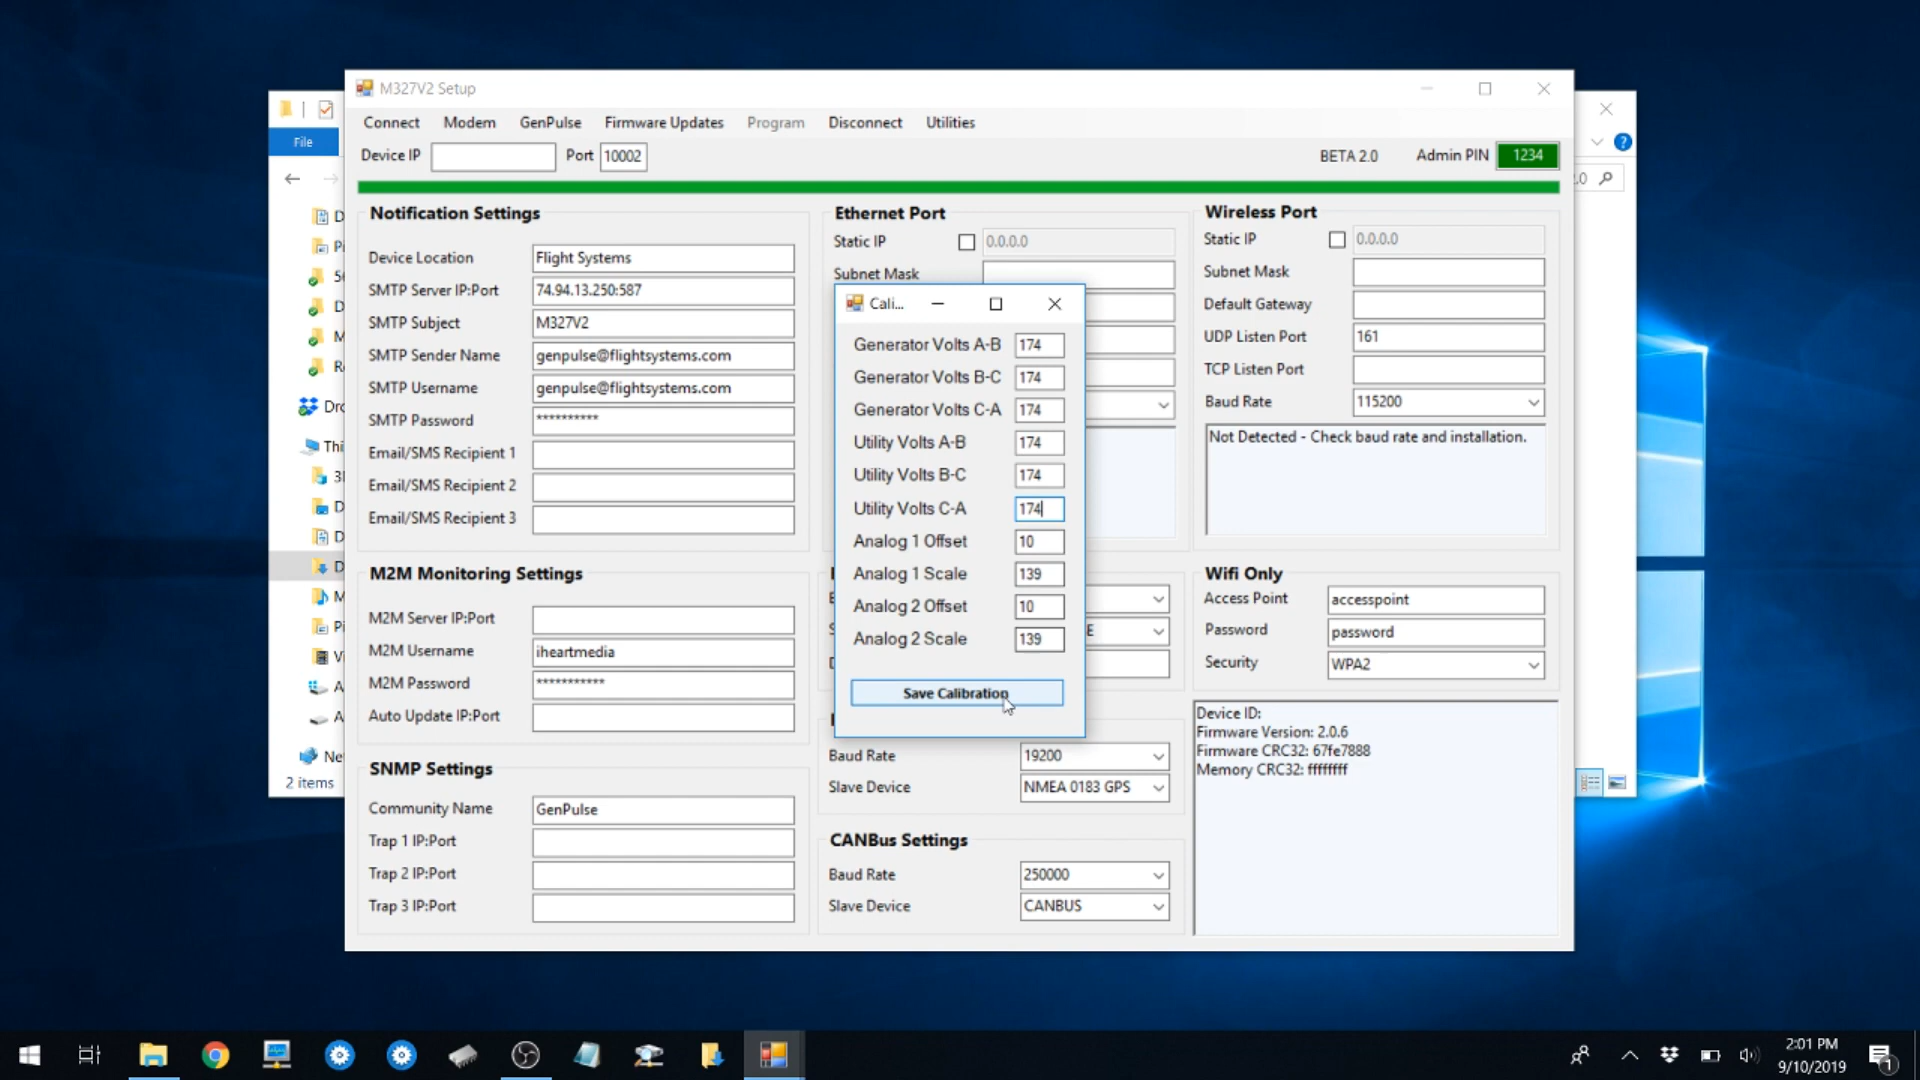 M327V2 Setup
Connect Modem GenPulse Firmware Updates Program Disconnect Utilities
Device IP Port 10002 BETA 2.0 Admin PIN 1234
File
Notification Settings
Device Location Flight Systems
SMTP Server IP:Port 74.94.13.250:587
SMTP Subject M327V2
SMTP Sender Name genpulse@flightsystems.com
SMTP Username genpulse@flightsystems.com
SMTP Password **********
Email/SMS Recipient 1
Email/SMS Recipient 2
Email/SMS Recipient 3
M2M Monitoring Settings
M2M Server IP:Port
M2M Username iheartmedia
M2M Password ***********
Auto Update IP:Port
SNMP Settings
Community Name GenPulse
Trap 1 IP:Port
Trap 2 IP:Port
Trap 3 IP:Port
Ethernet Port
Static IP 0.0.0.0
Subnet Mask
Cali...
Generator Volts A-B 174
Generator Volts B-C 174
Generator Volts C-A 174
Utility Volts A-B 174
Utility Volts B-C 174
Utility Volts C-A 174
Analog 1 Offset 10
Analog 1 Scale 139
Analog 2 Offset 10
Analog 2 Scale 139
Save Calibration
Baud Rate 19200
Slave Device NMEA 0183 GPS
CANBus Settings
Baud Rate 250000
Slave Device CANBUS
Wireless Port
Static IP 0.0.0.0
Subnet Mask
Default Gateway
UDP Listen Port 161
TCP Listen Port
Baud Rate 115200
Not Detected - Check baud rate and installation.
Wifi Only
Access Point accesspoint
Password password
Security WPA2
Device ID:
Firmware Version: 2.0.6
Firmware CRC32: 67fe7888
Memory CRC32: ffffffff
2 items
2:01 PM
9/10/2019
1